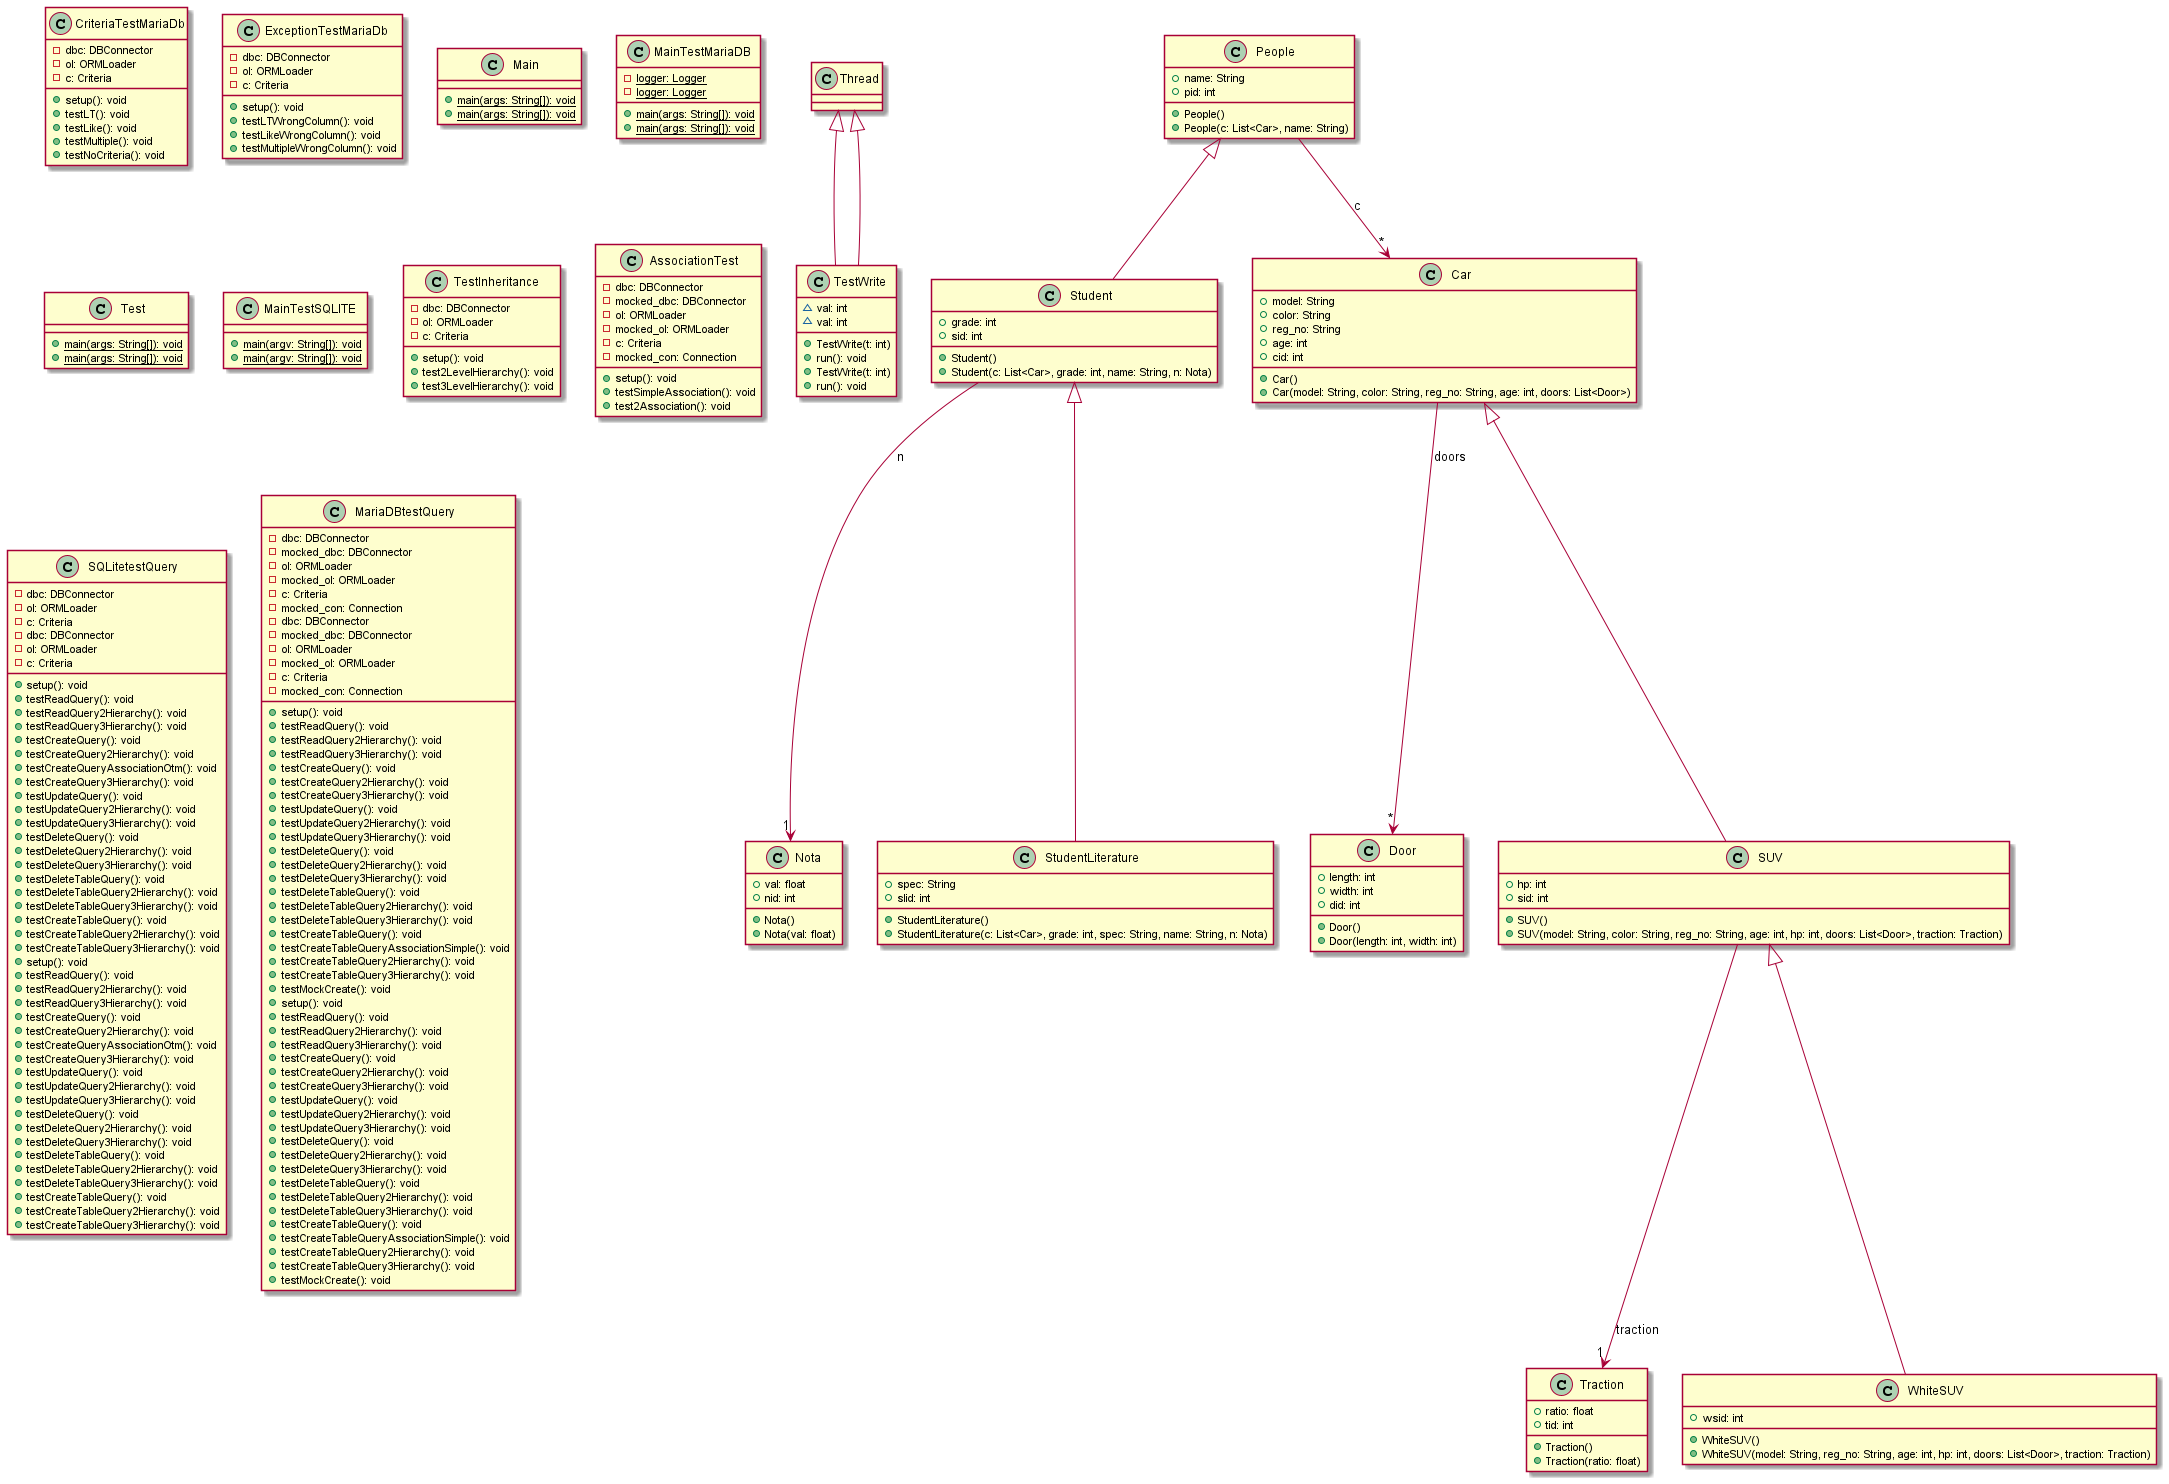 C CriteriaTestMariaDb
dbc: DBConnector
ol: ORMLoader
c: Criteria
setup(): void
testLT(): void
testLike(): void
testMultiple(): void
testNoCriteria(): void
C ExceptionTestMariaDb
dbc: DBConnector
ol: ORMLoader
c: Criteria
setup(): void
testLTWrongColumn(): void
testLikeWrongColumn(): void
testMultipleWrongColumn(): void
C Main
main(args: String[]): void
main(args: String[]): void
C MainTestMariaDB
logger: Logger
logger: Logger
main(args: String[]): void
main(args: String[]): void
C Thread
C People
name: String
pid: int
People()
People(c: List<Car>, name: String)
c
*
C Test
main(args: String[]): void
main(args: String[]): void
C MainTestSQLITE
main(argv: String[]): void
main(argv: String[]): void
C TestInheritance
dbc: DBConnector
ol: ORMLoader
c: Criteria
setup(): void
test2LevelHierarchy(): void
test3LevelHierarchy(): void
C AssociationTest
dbc: DBConnector
mocked_dbc: DBConnector
ol: ORMLoader
mocked_ol: ORMLoader
c: Criteria
mocked_con: Connection
setup(): void
testSimpleAssociation(): void
test2Association(): void
C TestWrite
val: int
val: int
TestWrite(t: int)
run(): void
TestWrite(t: int)
run(): void
C Student
grade: int
sid: int
Student()
Student(c: List<Car>, grade: int, name: String, n: Nota)
C Car
model: String
color: String
reg_no: String
age: int
cid: int
Car()
Car(model: String, color: String, reg_no: String, age: int, doors: List<Door>)
n
doors
1
*
C SQLitetestQuery
dbc: DBConnector
ol: ORMLoader
c: Criteria
dbc: DBConnector
ol: ORMLoader
c: Criteria
setup(): void
testReadQuery(): void
testReadQuery2Hierarchy(): void
testReadQuery3Hierarchy(): void
testCreateQuery(): void
testCreateQuery2Hierarchy(): void
testCreateQueryAssociationOtm(): void
testCreateQuery3Hierarchy(): void
testUpdateQuery(): void
testUpdateQuery2Hierarchy(): void
testUpdateQuery3Hierarchy(): void
testDeleteQuery(): void
testDeleteQuery2Hierarchy(): void
testDeleteQuery3Hierarchy(): void
testDeleteTableQuery(): void
testDeleteTableQuery2Hierarchy(): void
testDeleteTableQuery3Hierarchy(): void
testCreateTableQuery(): void
testCreateTableQuery2Hierarchy(): void
testCreateTableQuery3Hierarchy(): void
setup(): void
testReadQuery(): void
testReadQuery2Hierarchy(): void
testReadQuery3Hierarchy(): void
testCreateQuery(): void
testCreateQuery2Hierarchy(): void
testCreateQueryAssociationOtm(): void
testCreateQuery3Hierarchy(): void
testUpdateQuery(): void
testUpdateQuery2Hierarchy(): void
testUpdateQuery3Hierarchy(): void
testDeleteQuery(): void
testDeleteQuery2Hierarchy(): void
testDeleteQuery3Hierarchy(): void
testDeleteTableQuery(): void
testDeleteTableQuery2Hierarchy(): void
testDeleteTableQuery3Hierarchy(): void
testCreateTableQuery(): void
testCreateTableQuery2Hierarchy(): void
testCreateTableQuery3Hierarchy(): void
C MariaDBtestQuery
dbc: DBConnector
mocked_dbc: DBConnector
ol: ORMLoader
mocked_ol: ORMLoader
c: Criteria
mocked_con: Connection
dbc: DBConnector
mocked_dbc: DBConnector
ol: ORMLoader
mocked_ol: ORMLoader
c: Criteria
mocked_con: Connection
setup(): void
testReadQuery(): void
testReadQuery2Hierarchy(): void
testReadQuery3Hierarchy(): void
testCreateQuery(): void
testCreateQuery2Hierarchy(): void
testCreateQuery3Hierarchy(): void
testUpdateQuery(): void
testUpdateQuery2Hierarchy(): void
testUpdateQuery3Hierarchy(): void
testDeleteQuery(): void
testDeleteQuery2Hierarchy(): void
testDeleteQuery3Hierarchy(): void
testDeleteTableQuery(): void
testDeleteTableQuery2Hierarchy(): void
testDeleteTableQuery3Hierarchy(): void
testCreateTableQuery(): void
testCreateTableQueryAssociationSimple(): void
testCreateTableQuery2Hierarchy(): void
testCreateTableQuery3Hierarchy(): void
testMockCreate(): void
setup(): void
testReadQuery(): void
testReadQuery2Hierarchy(): void
testReadQuery3Hierarchy(): void
testCreateQuery(): void
testCreateQuery2Hierarchy(): void
testCreateQuery3Hierarchy(): void
testUpdateQuery(): void
testUpdateQuery2Hierarchy(): void
testUpdateQuery3Hierarchy(): void
testDeleteQuery(): void
testDeleteQuery2Hierarchy(): void
testDeleteQuery3Hierarchy(): void
testDeleteTableQuery(): void
testDeleteTableQuery2Hierarchy(): void
testDeleteTableQuery3Hierarchy(): void
testCreateTableQuery(): void
testCreateTableQueryAssociationSimple(): void
testCreateTableQuery2Hierarchy(): void
testCreateTableQuery3Hierarchy(): void
testMockCreate(): void
C Nota
val: float
nid: int
Nota()
Nota(val: float)
C StudentLiterature
spec: String
slid: int
StudentLiterature()
StudentLiterature(c: List<Car>, grade: int, spec: String, name: String, n: Nota)
C Door
length: int
width: int
did: int
Door()
Door(length: int, width: int)
C SUV
hp: int
sid: int
SUV()
SUV(model: String, color: String, reg_no: String, age: int, hp: int, doors: List<Door>, traction: Traction)
traction
1
C Traction
ratio: float
tid: int
Traction()
Traction(ratio: float)
C WhiteSUV
wsid: int
WhiteSUV()
WhiteSUV(model: String, reg_no: String, age: int, hp: int, doors: List<Door>, traction: Traction)